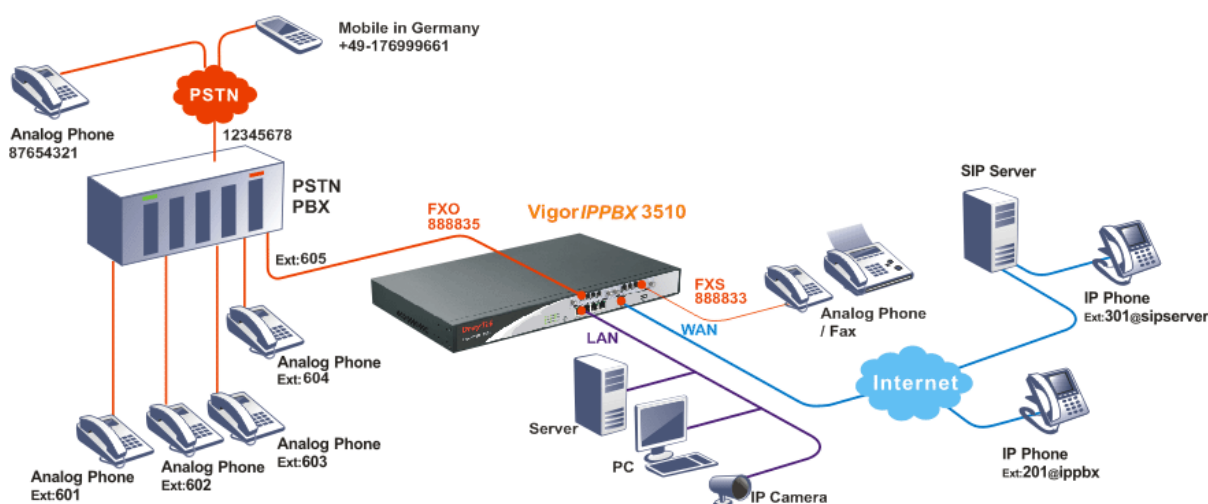 Mobile in Germany
+49-176999661
PSTN
Analog Phone
87654321
12345678
PSTN
PBX
FXO
888835
Vigor IPPBX 3510
SIP Server
Ext:605
FXS
888833
IP Phone
Ext:301@sipserver
Analog Phone
/ Fax
DrayTek
LAN
WAN
Analog Phone
Ext:604
Internet
Server
PC
Analog Phone
Ext:601
Analog Phone
Ext:602
Analog Phone
Ext:603
IP Phone
Ext:201@ippbx
IP Camera